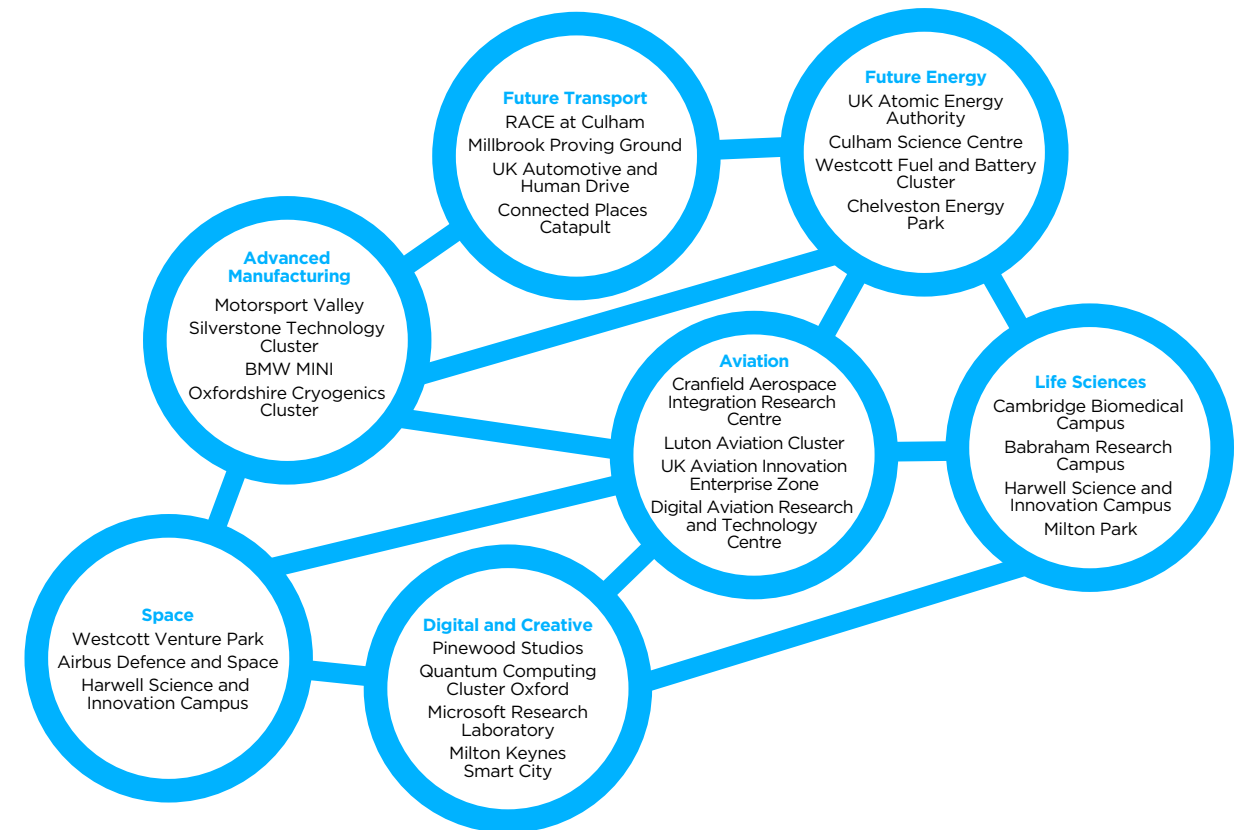 Future Transport
RACE at Culham
Millbrook Proving Ground
UK Automotive and
Human Drive
Connected Places
Catapult
Future Energy
UK Atomic Energy
Authority
Culham Science Centre
Westcott Fuel and Battery
Cluster
Chelveston Energy
Park
Advanced
Manufacturing
Motorsport Valley
Silverstone Technology
Cluster
BMW MINI
Oxfordshire Cryogenics
Cluster
Aviation
Cranfield Aerospace
Integration Research
Centre
Luton Aviation Cluster
UK Aviation Innovation
Enterprise Zone
Digital Aviation Research
and Technology
Centre
Life Sciences
Cambridge Biomedical
Campus
Babraham Research
Campus
Harwell Science and
Innovation Campus
Milton Park
Space
Westcott Venture Park
Airbus Defence and Space
Harwell Science and
Innovation Campus
Digital and Creative
Pinewood Studios
Quantum Computing
Cluster Oxford
Microsoft Research
Laboratory
Milton Keynes
Smart City